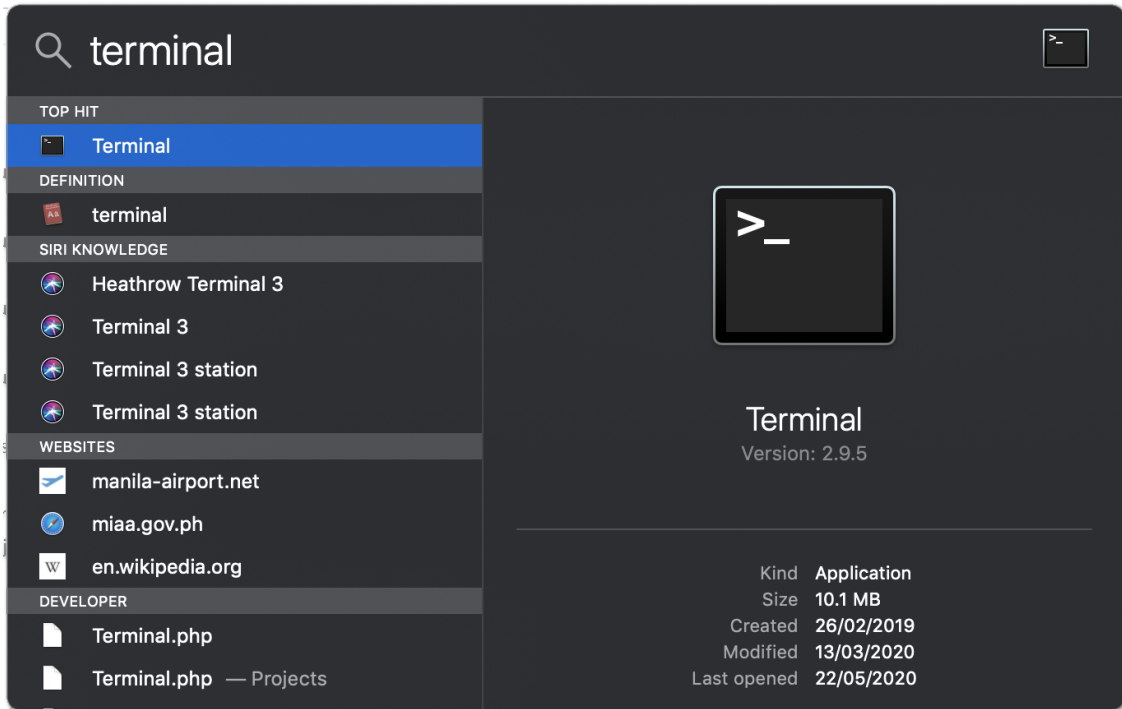 terminal
TOP HIT
Terminal
DEFINITION
terminal
SIRI KNOWLEDGE
Heathrow Terminal 3
Terminal 3
Terminal 3 station
Terminal 3 station
WEBSITES
manila-airport.net
miaa.gov.ph
en.wikipedia.org
DEVELOPER
Terminal.php
Terminal.php — Projects
>_
Terminal
Version: 2.9.5
Kind Application
Size 10.1 MB
Created 26/02/2019
Modified 13/03/2020
Last opened 22/05/2020